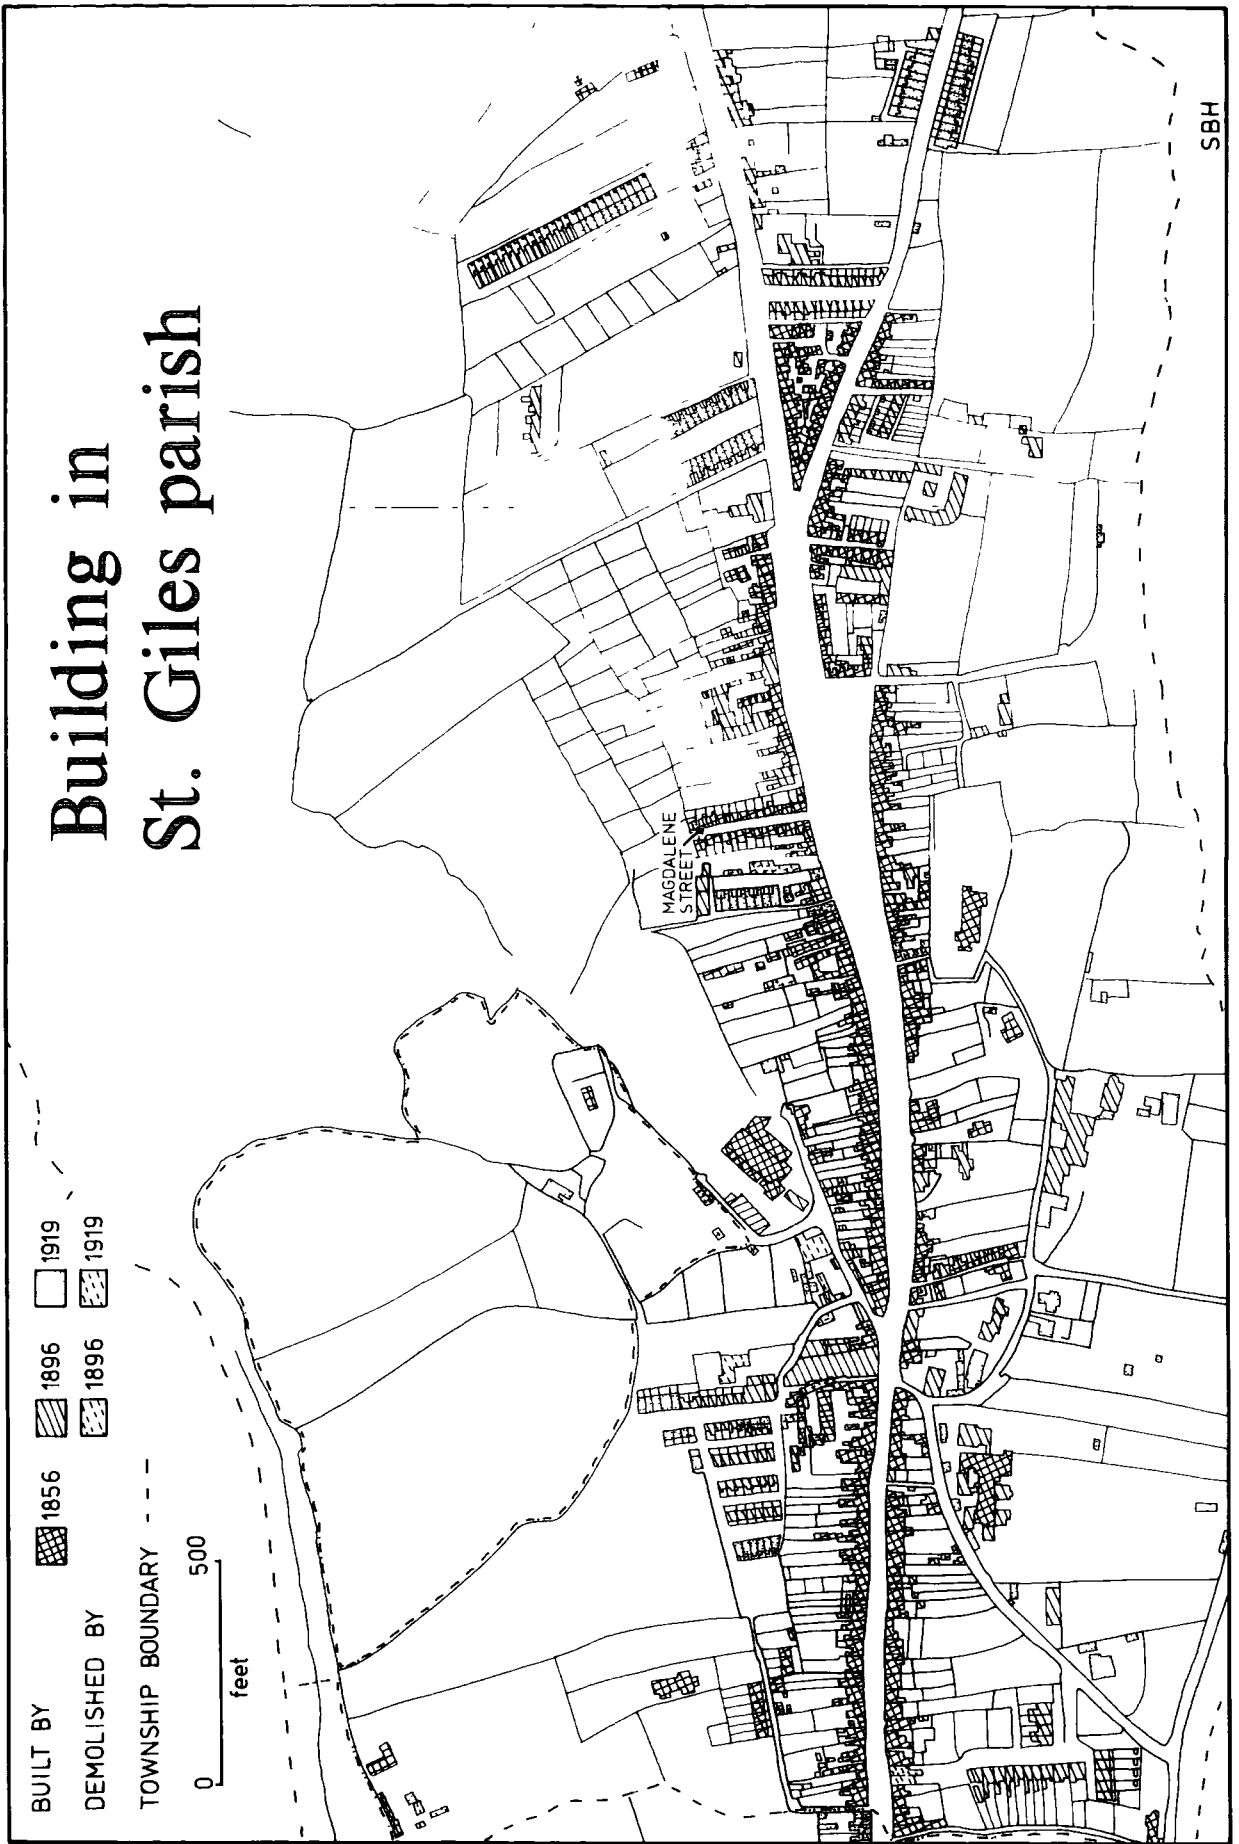 Building in
St. Giles parish
BUILT BY 1856 1896 1919
DEMOLISHED BY 1896 1919
TOWNSHIP BOUNDARY ---
0 500
feet
MAGDALENE
STREET
SBH